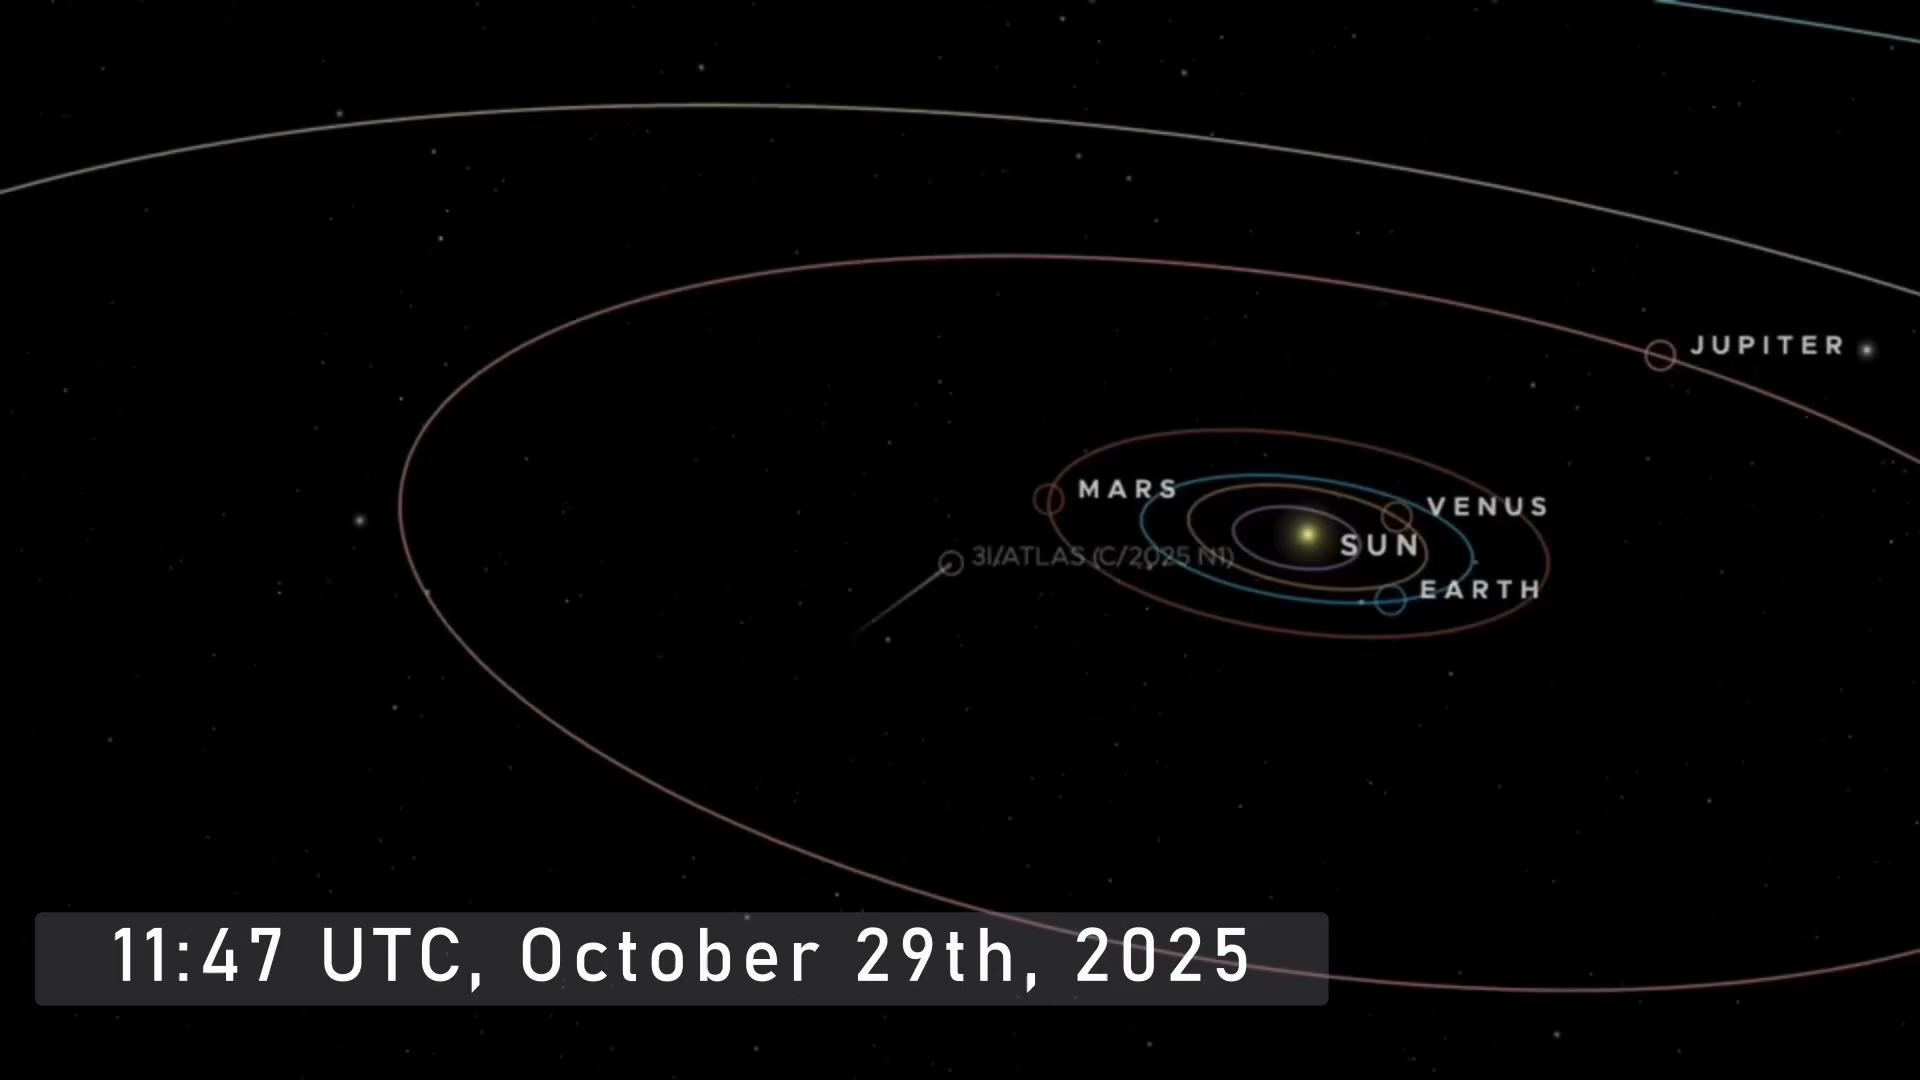 JUPITER
MARS
VENUS
SUN
3I/ATLAS (C/2025 N1)
EARTH
11:47 UTC, October 29th, 2025